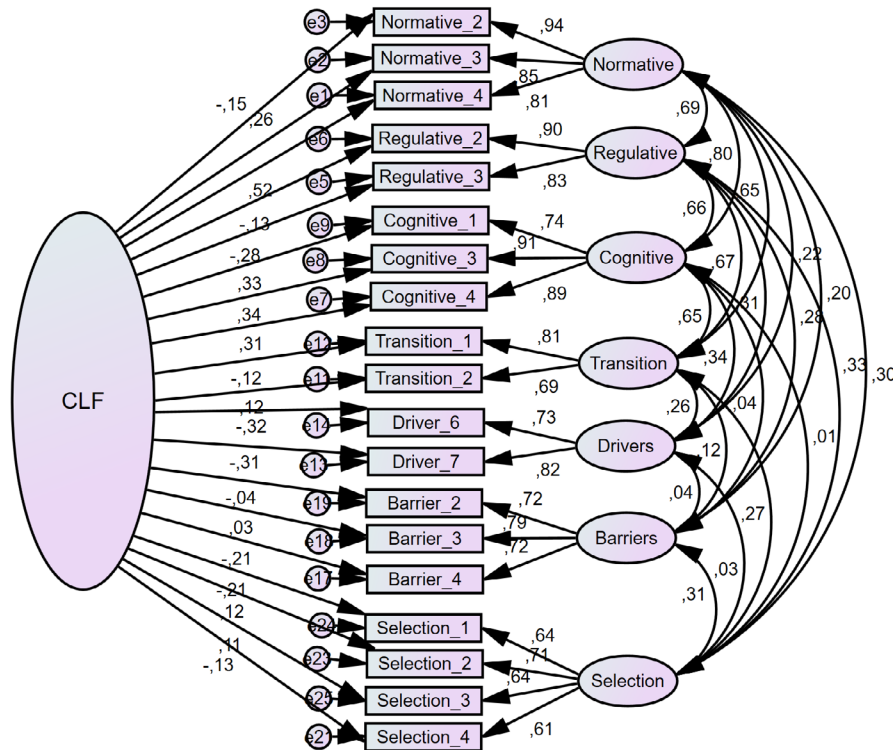 e3 Normative_2 ,94
e2 Normative_3 Normative
-,15 ,85
e1 Normative_4 ,81
,26 ,69
e6 Regulative_2 ,90
Regulative ,80
e5 Regulative_3 ,83
,52 ,66 ,65
-,13 e9 Cognitive_1 ,74
,91 ,22
-,28 e8 Cognitive_3 Cognitive ,67
,33 e7 Cognitive_4 ,89 ,20
,34 ,31 ,28
,31 e12 Transition_1 ,81 ,65
Transition ,34 ,33
-,12 e11 Transition_2 ,69 ,30
CLF
,12 ,26 ,04
-,32 e14 Driver_6 ,73
Drivers ,12 ,01
-,31 e13 Driver_7 ,82
-,04 e19 Barrier_2 ,72 ,04
,79 ,27
,03 e18 Barrier_3 Barriers
,72
-,21 e17 Barrier_4 ,03
-,21 ,31
,12 e24 Selection_1 ,64
,11 ,71
-,13 e23 Selection_2 Selection
,64
e25 Selection_3
,61
e21 Selection_4